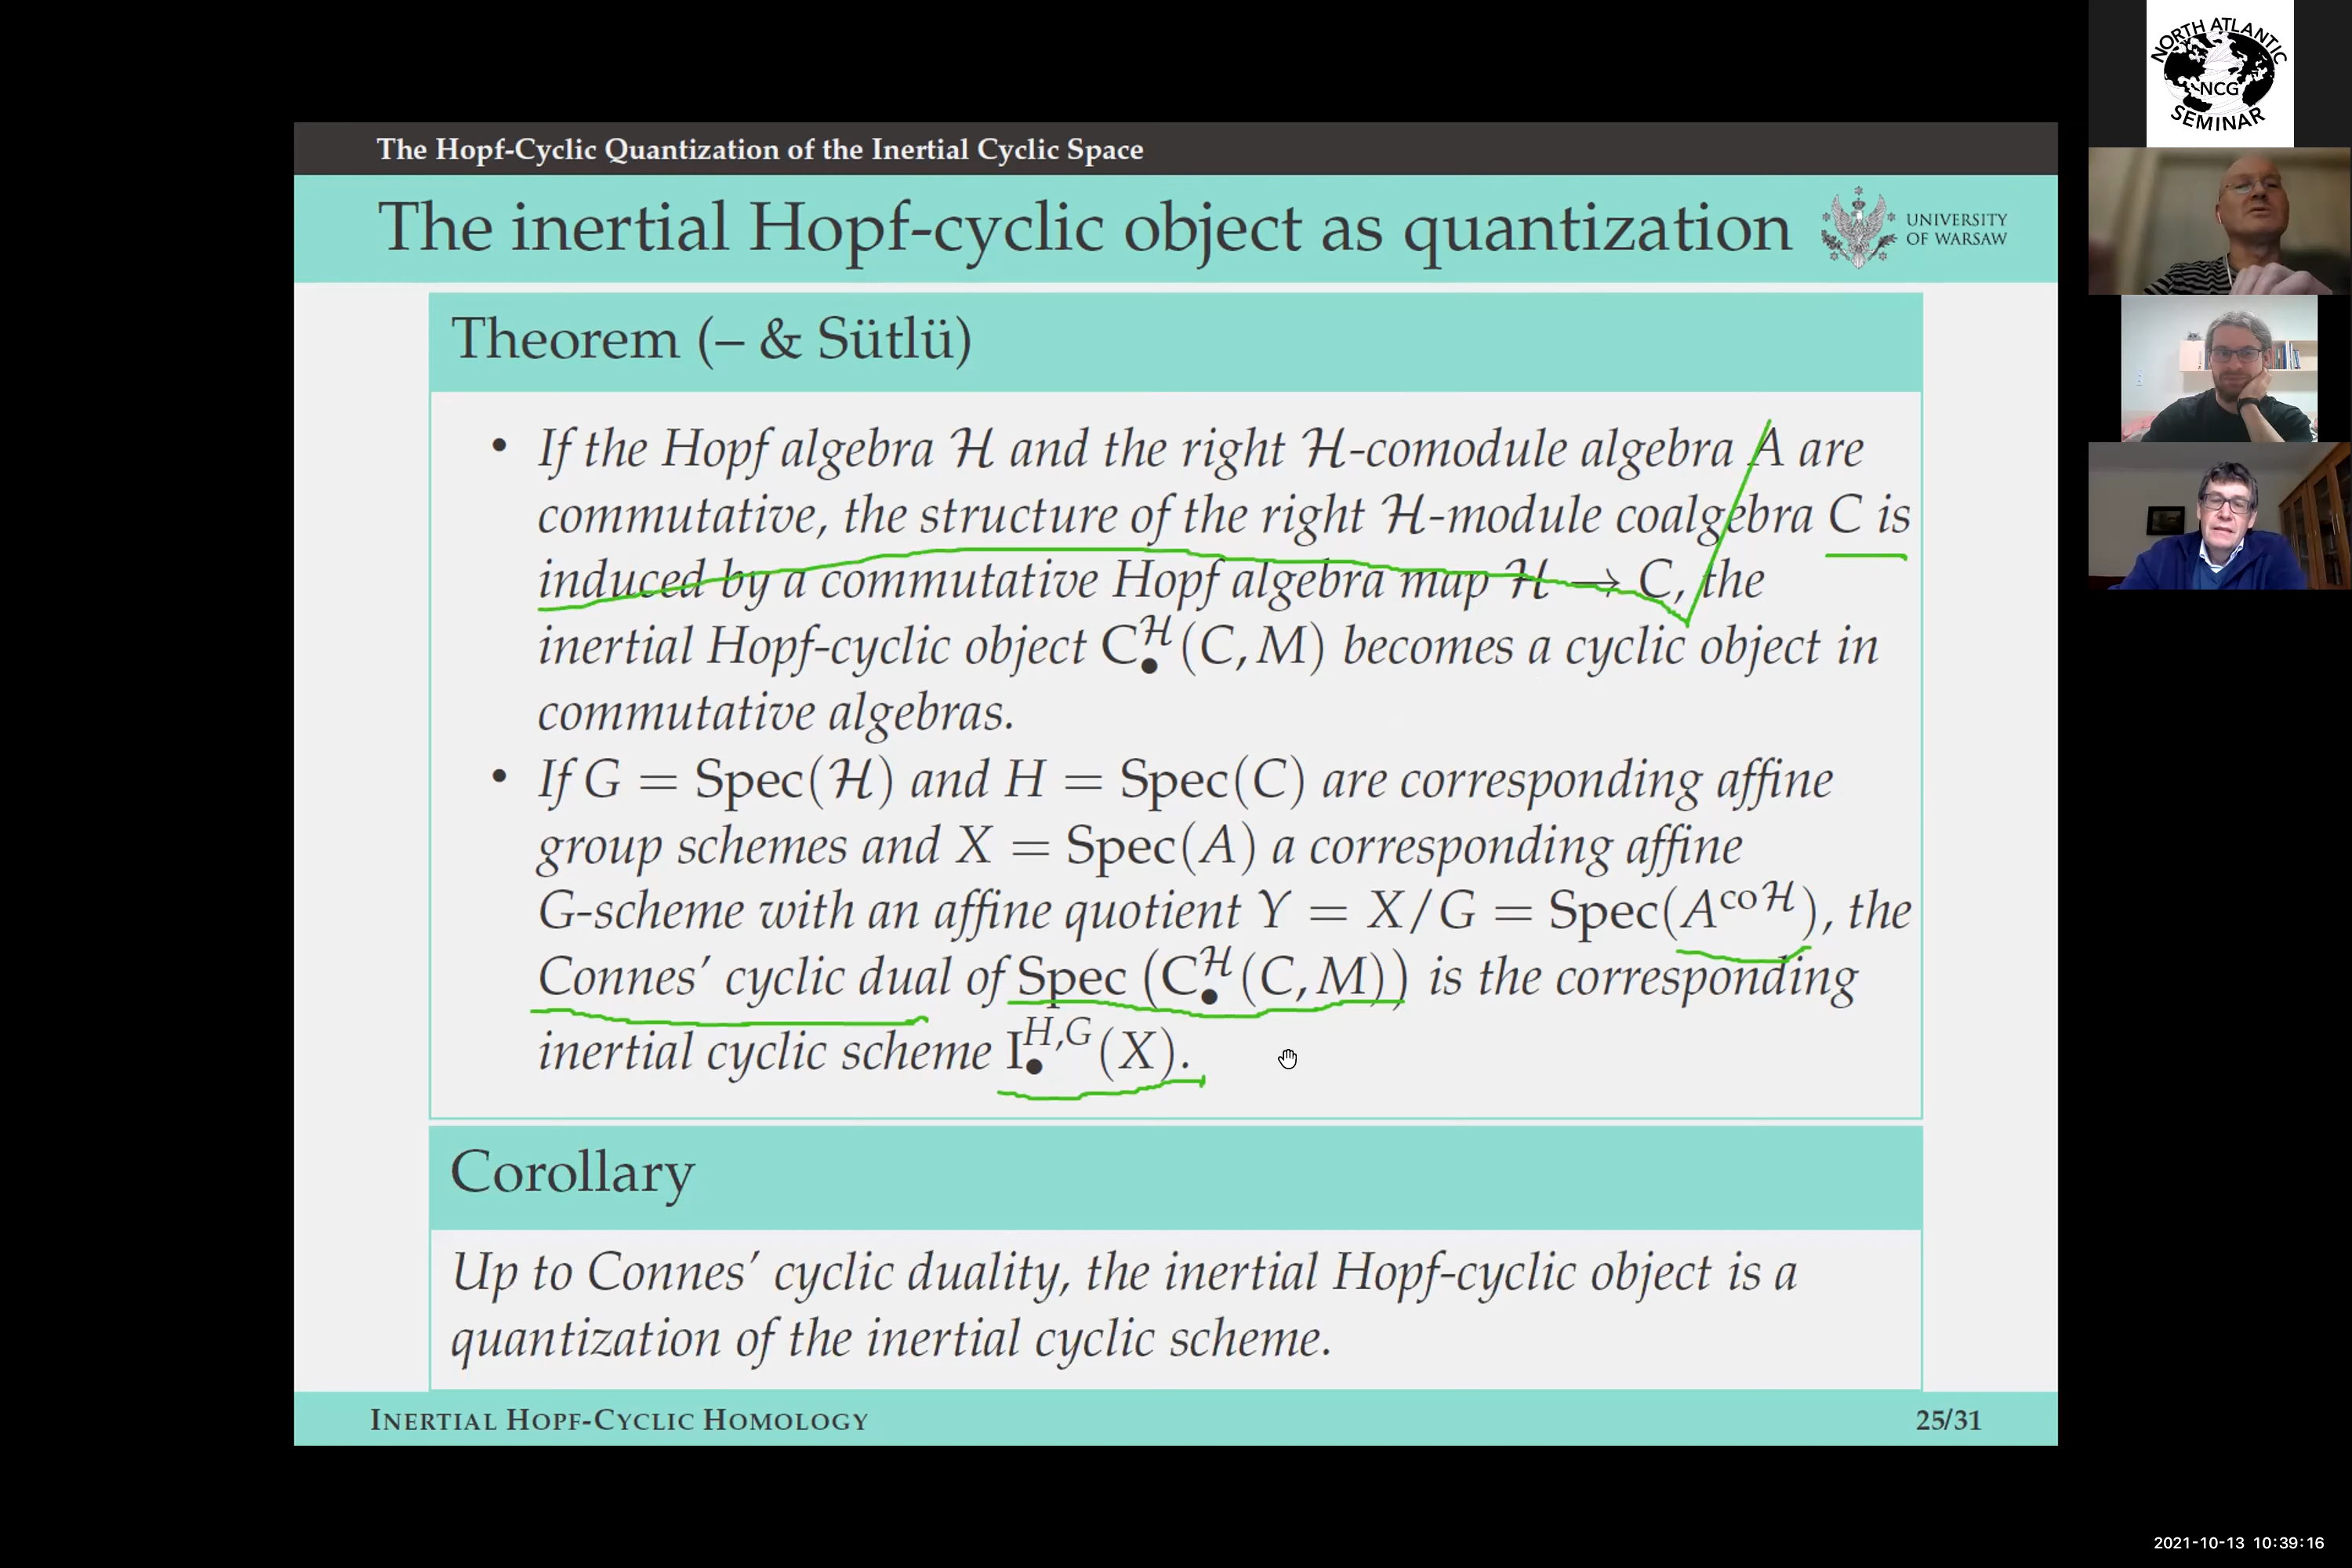 The Hopf-Cyclic Quantization of the Inertial Cyclic Space
The inertial Hopf-cyclic object as quantization
UNIVERSITY
OF WARSAW
Theorem (– & Sütlü)
• If the Hopf algebra ℋ and the right ℋ-comodule algebra A are
commutative, the structure of the right ℋ-module coalgebra C is
induced by a commutative Hopf algebra map ℋ → C, the
inertial Hopf-cyclic object C^ℋ_●(C, M) becomes a cyclic object in
commutative algebras.
• If G = Spec(ℋ) and H = Spec(C) are corresponding affine
group schemes and X = Spec(A) a corresponding affine
G-scheme with an affine quotient Y = X/G = Spec(A^{co ℋ}), the
Connes' cyclic dual of Spec (C^ℋ_●(C, M)) is the corresponding
inertial cyclic scheme I^{H,G}_●(X).
Corollary
Up to Connes' cyclic duality, the inertial Hopf-cyclic object is a
quantization of the inertial cyclic scheme.
INERTIAL HOPF-CYCLIC HOMOLOGY
25/31
NORTH ATLANTIC
NCG
SEMINAR
2021-10-13 10:39:16